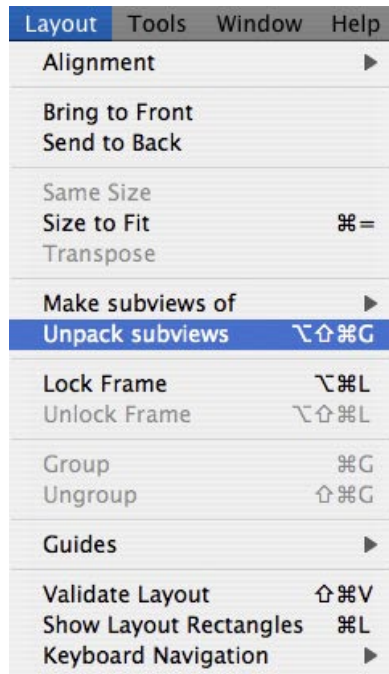 Layout Tools Window Help
Alignment ▶
Bring to Front
Send to Back
Same Size
Size to Fit ⌘=
Transpose
Make subviews of ▶
Unpack subviews ⌥⇧⌘G
Lock Frame ⌥⌘L
Unlock Frame ⌥⇧⌘L
Group ⌘G
Ungroup ⇧⌘G
Guides ▶
Validate Layout ⇧⌘V
Show Layout Rectangles ⌘L
Keyboard Navigation ▶